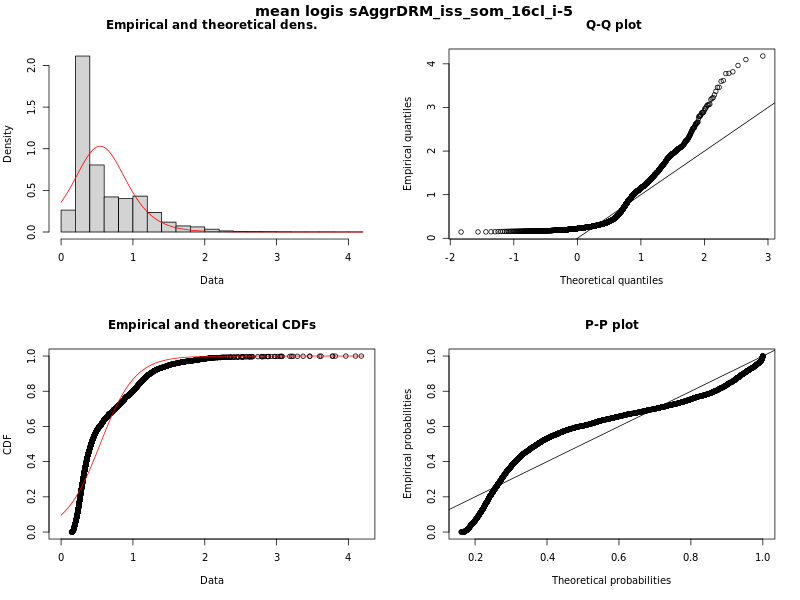 mean logis sAggrDRM_iss_som_16cl_i-5
Empirical and theoretical dens.
Density
0.0 0.5 1.0 1.5 2.0
0 1 2 3 4
Data
Q-Q plot
Empirical quantiles
0 1 2 3 4
-2 -1 0 1 2 3
Theoretical quantiles
Empirical and theoretical CDFs
CDF
0.0 0.2 0.4 0.6 0.8 1.0
0 1 2 3 4
Data
P-P plot
Empirical probabilities
0.0 0.2 0.4 0.6 0.8 1.0
0.2 0.4 0.6 0.8 1.0
Theoretical probabilities